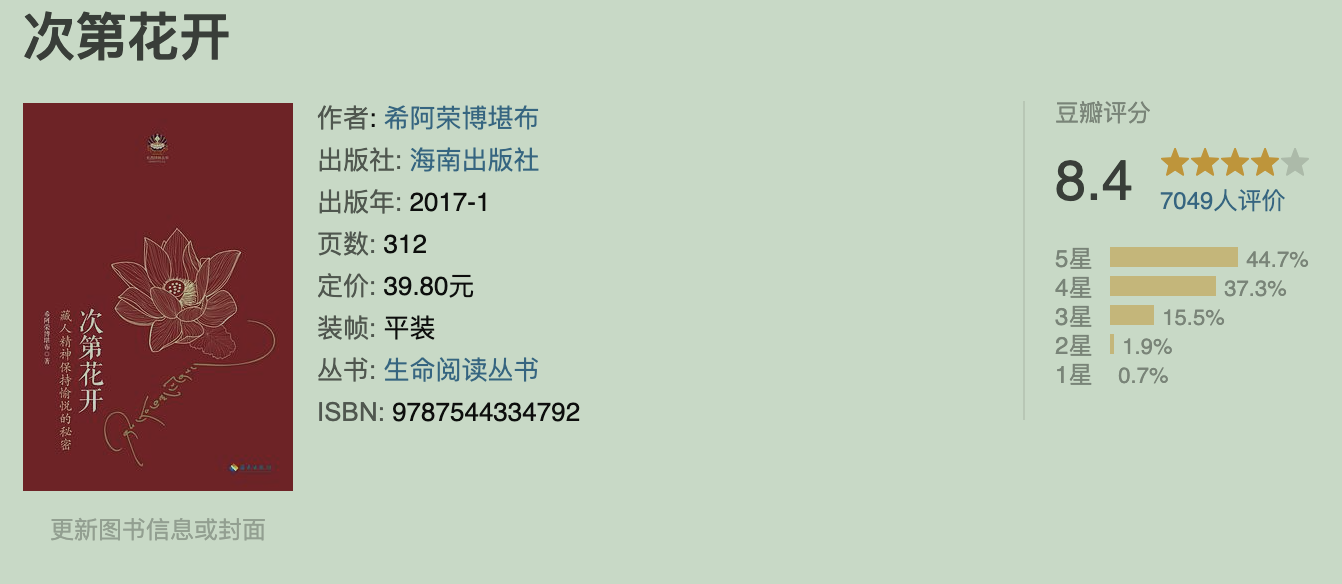 次第花开
作者: 希阿荣博堪布
出版社: 海南出版社
出版年: 2017-1
页数: 312
定价: 39.80元
装帧: 平装
丛书: 生命阅读丛书
ISBN: 9787544334792
豆瓣评分
8.4
7049人评价
5星 44.7%
4星 37.3%
3星 15.5%
2星 1.9%
1星 0.7%
次第花开
藏人精神保持愉悦的秘密
希阿荣博堪布 著
更新图书信息或封面